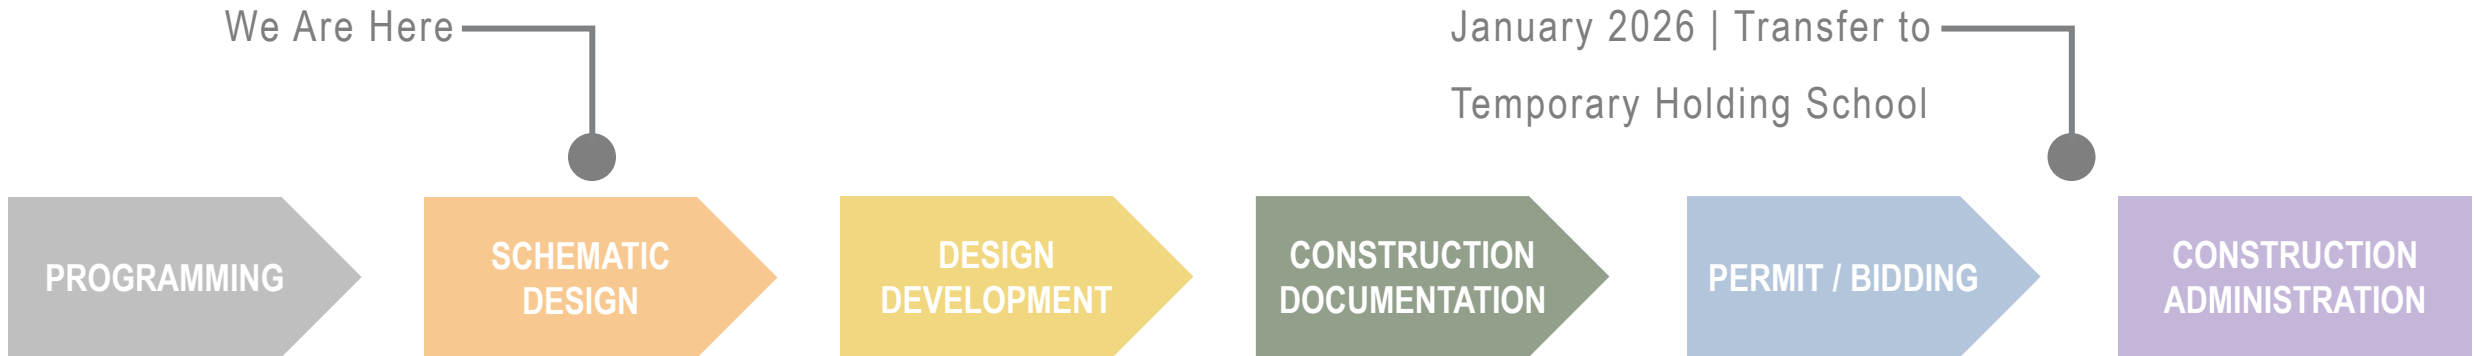 We Are Here
January 2026 | Transfer to
Temporary Holding School
PROGRAMMING
SCHEMATIC
DESIGN
DESIGN
DEVELOPMENT
CONSTRUCTION
DOCUMENTATION
PERMIT / BIDDING
CONSTRUCTION
ADMINISTRATION